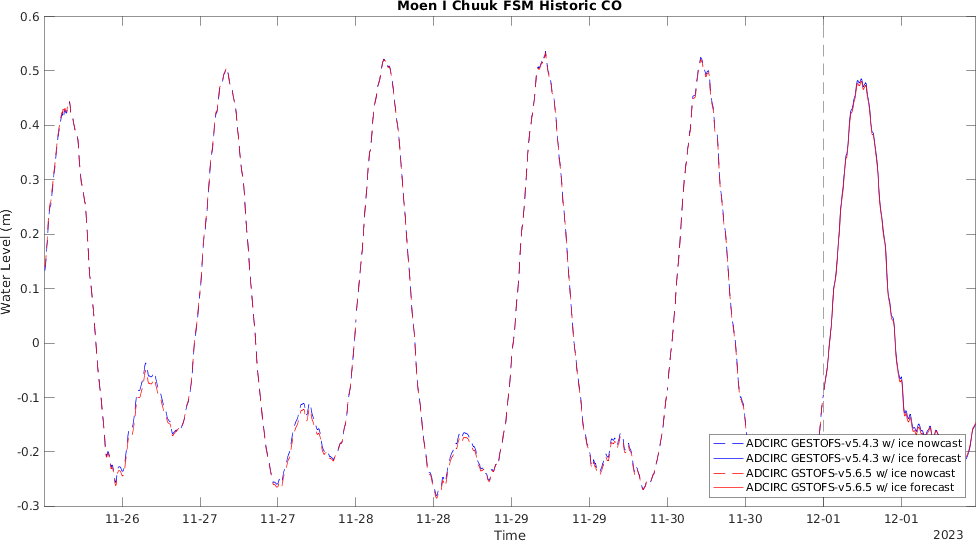 Moen I Chuuk FSM Historic CO
0.6
0.5
0.4
0.3
0.2
0.1
0
-0.1
-0.2
-0.3
Water Level (m)
ADCIRC GESTOFS-v5.4.3 w/ ice nowcast
ADCIRC GESTOFS-v5.4.3 w/ ice forecast
ADCIRC GSTOFS-v5.6.5 w/ ice nowcast
ADCIRC GSTOFS-v5.6.5 w/ ice forecast
11-26 11-27 11-27 11-28 11-28 11-29 11-29 11-30 11-30 12-01 12-01
Time
2023